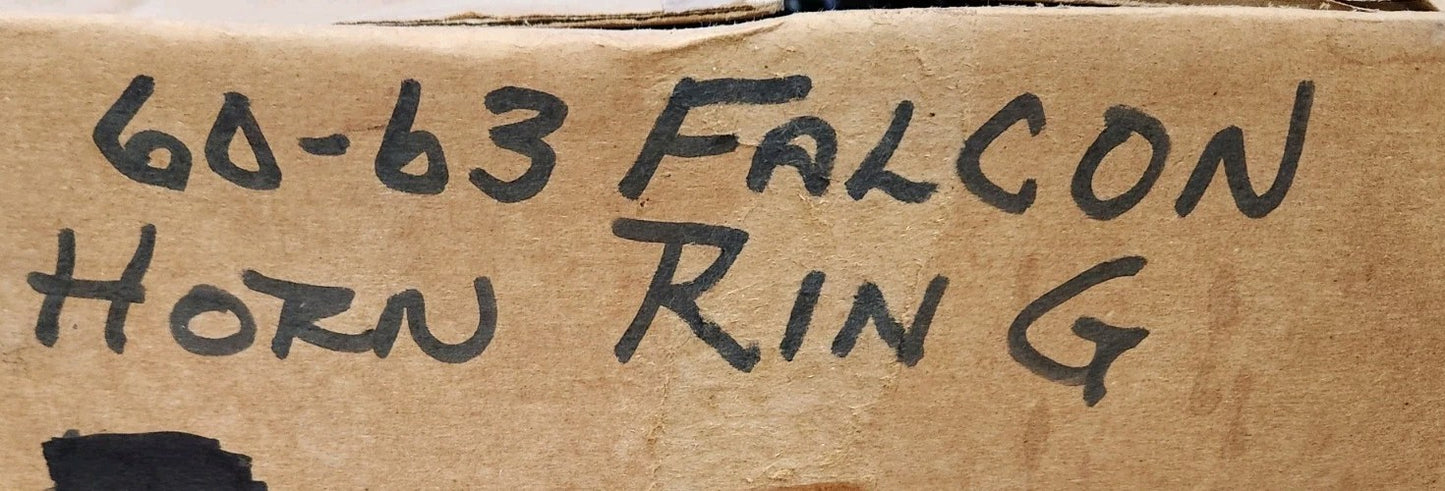 60-63 FALCON
HORN RING